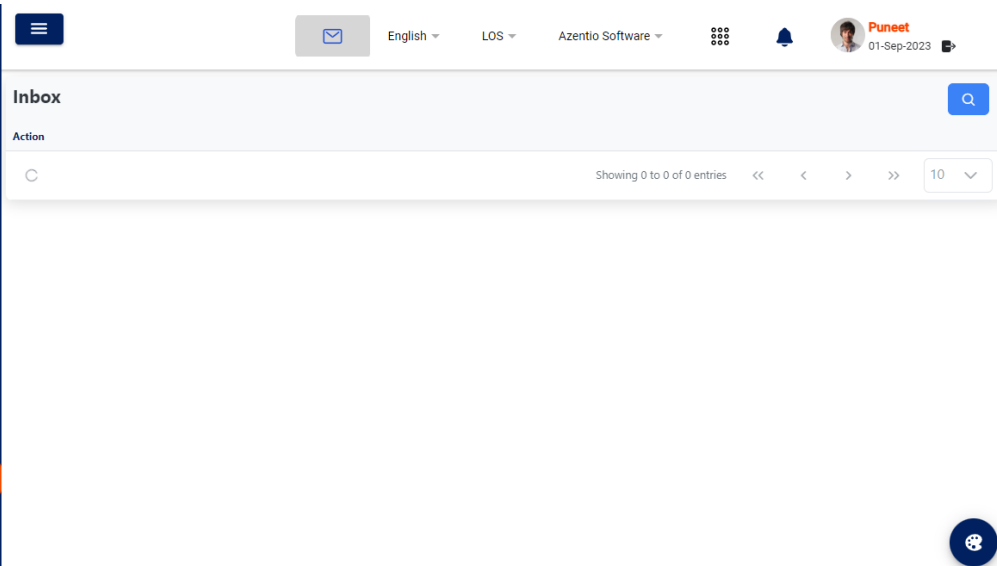 English LOS Azentio Software Puneet
01-Sep-2023
Inbox
Action
Showing 0 to 0 of 0 entries 10